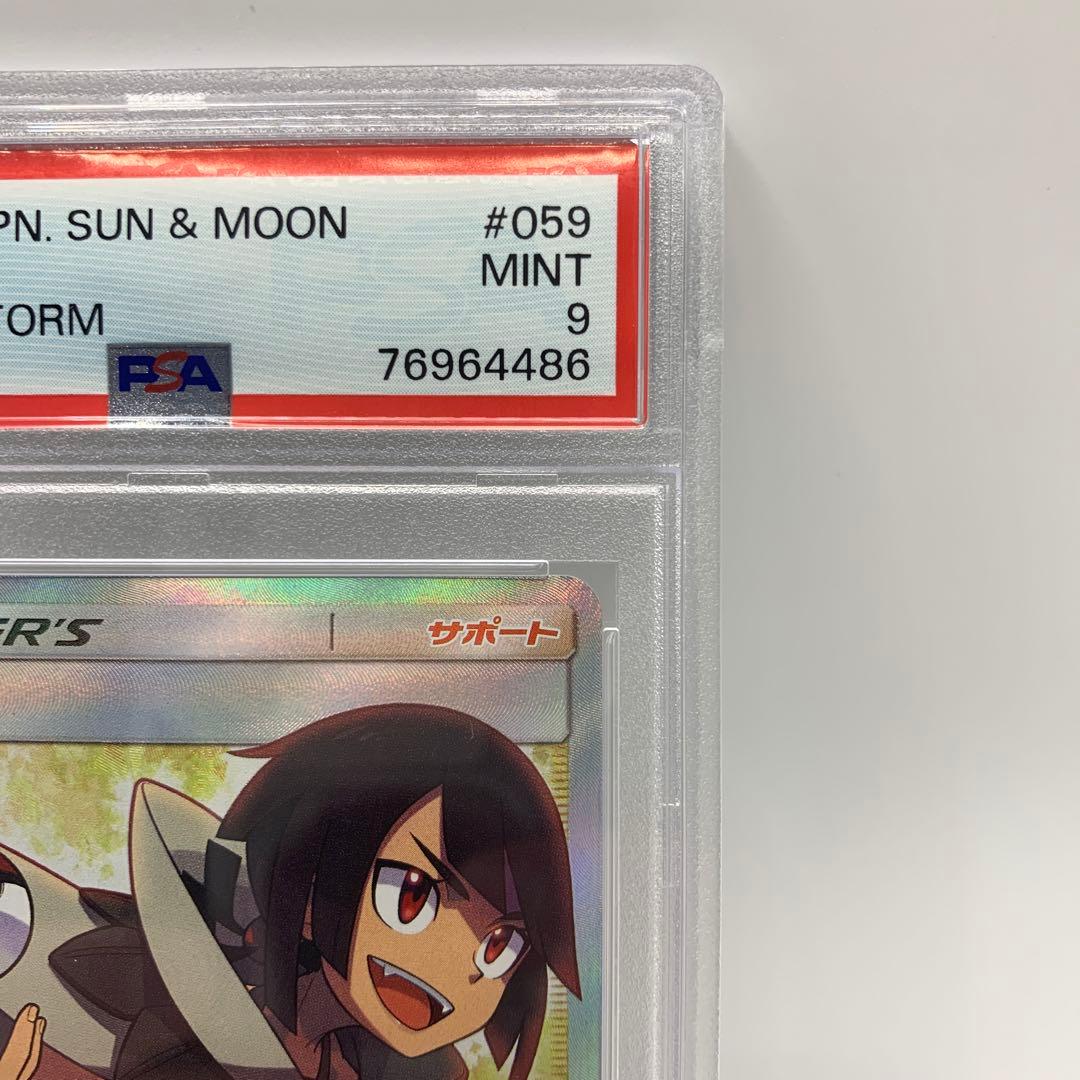 PN. SUN & MOON #059
MINT
TORM 9
PSA 76964486
ER'S サポート